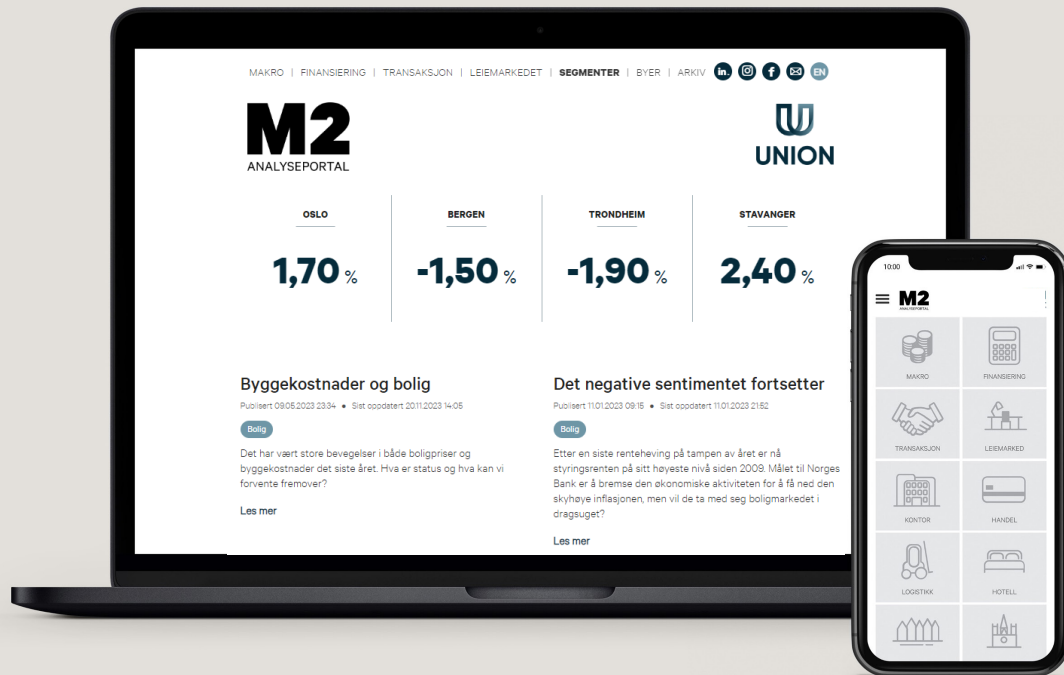 MAKRO | FINANSIERING | TRANSAKSJON | LEIEMARKEDET | SEGMENTER | BYER | ARKIV in. f EN
M2
ANALYSEPORTAL
UNION
OSLO BERGEN TRONDHEIM STAVANGER
1,70 % -1,50 % -1,90 % 2,40 %
Byggekostnader og bolig
Publisert 09.05.2023 23:34 • Sist oppdatert 20.11.2023 14:05
Bolig
Det har vært store bevegelser i både boligpriser og
byggekostnader det siste året. Hva er status og hva kan vi
forvente fremover?
Les mer
Det negative sentimentet fortsetter
Publisert 11.01.2023 09:15 • Sist oppdatert 11.01.2023 21:52
Bolig
Etter en siste renteheving på tampen av året er nå
styringsrenten på sitt høyeste nivå siden 2009. Målet til Norges
Bank er å bremse den økonomiske aktiviteten for å få ned den
skyhøye inflasjonen, men vil de ta med seg boligmarkedet i
dragsuget?
Les mer
10:00
M2
ANALYSEPORTAL
MAKRO FINANSIERING
TRANSAKSJON LEIEMARKED
KONTOR HANDEL
LOGISTIKK HOTELL